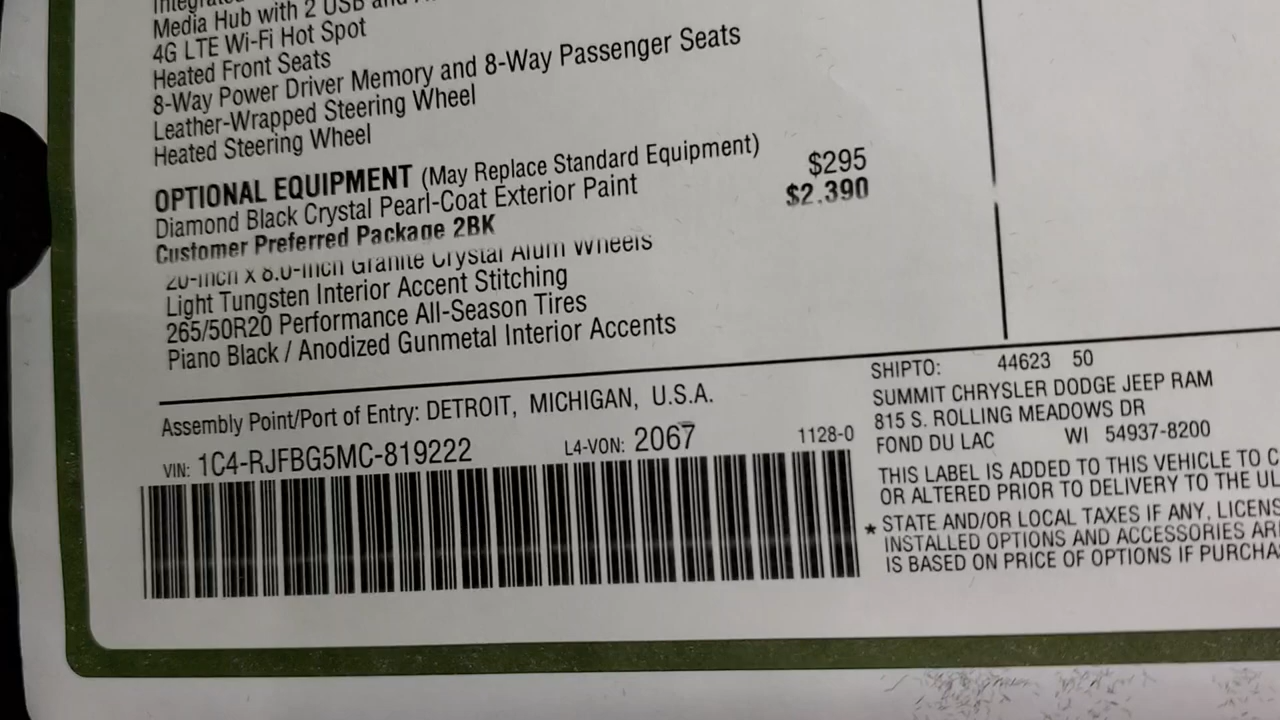 Media Hub with 2 USB and
4G LTE Wi-Fi Hot Spot
Heated Front Seats
8-Way Power Driver Memory and 8-Way Passenger Seats
Leather-Wrapped Steering Wheel
Heated Steering Wheel
OPTIONAL EQUIPMENT (May Replace Standard Equipment)
Diamond Black Crystal Pearl-Coat Exterior Paint $295
Customer Preferred Package 2BK $2.390
20-Inch x 8.0-Inch Granite Crystal Alum Wheels
Light Tungsten Interior Accent Stitching
265/50R20 Performance All-Season Tires
Piano Black / Anodized Gunmetal Interior Accents
Assembly Point/Port of Entry: DETROIT, MICHIGAN, U.S.A.
VIN: 1C4-RJFBG5MC-819222 L4-VON: 2067 1128-0
SHIPTO: 44623 50
SUMMIT CHRYSLER DODGE JEEP RAM
815 S. ROLLING MEADOWS DR
FOND DU LAC WI 54937-8200
THIS LABEL IS ADDED TO THIS VEHICLE TO C
OR ALTERED PRIOR TO DELIVERY TO THE UL
* STATE AND/OR LOCAL TAXES IF ANY, LICENS
INSTALLED OPTIONS AND ACCESSORIES AR
IS BASED ON PRICE OF OPTIONS IF PURCHA